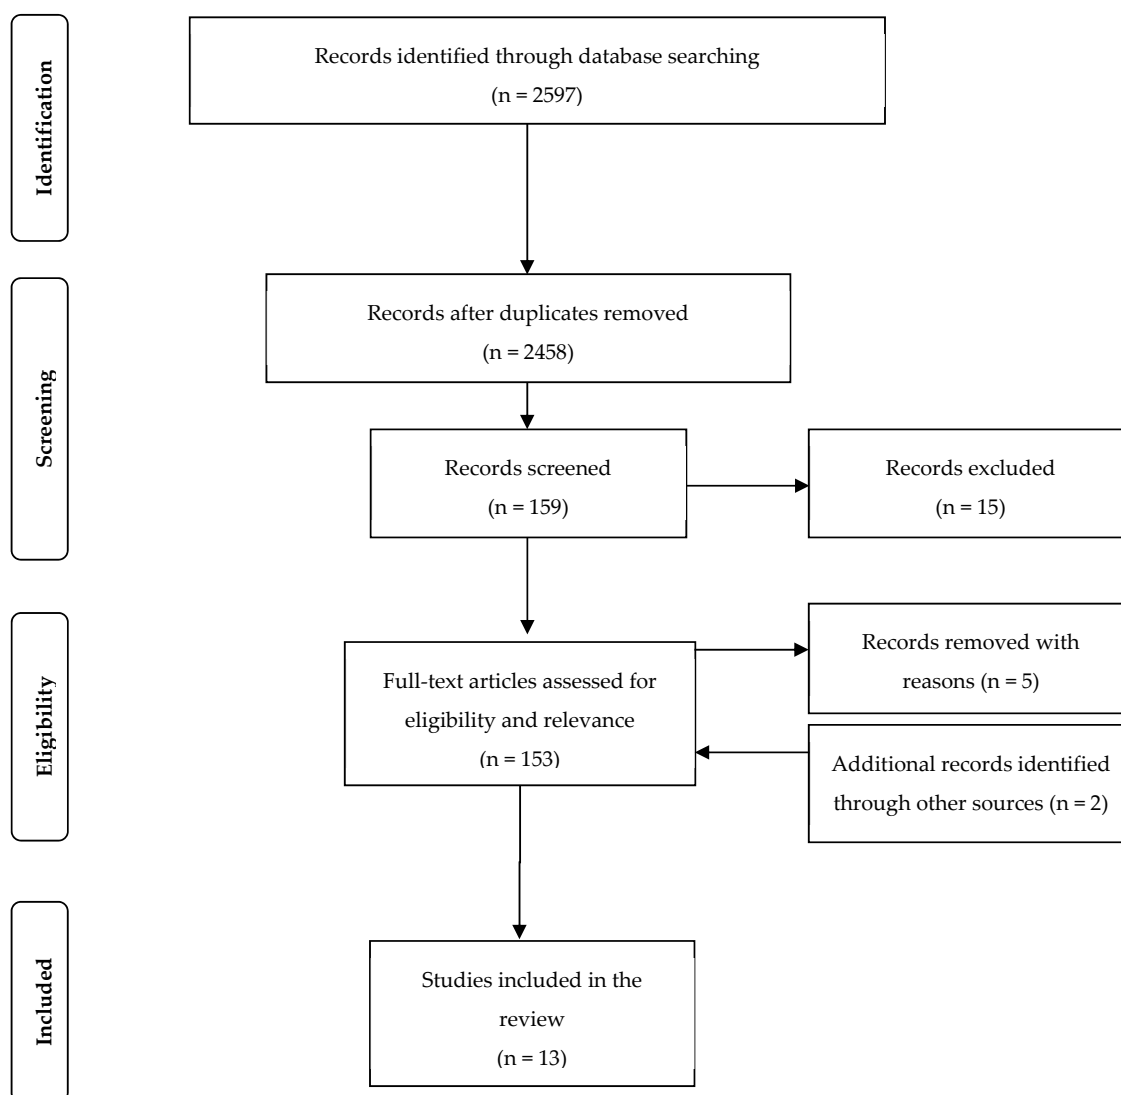 Identification
Records identified through database searching
(n = 2597)
Screening
Records after duplicates removed
(n = 2458)
Records screened
(n = 159)
Records excluded
(n = 15)
Eligibility
Full-text articles assessed for
eligibility and relevance
(n = 153)
Records removed with
reasons (n = 5)
Additional records identified
through other sources (n = 2)
Included
Studies included in the
review
(n = 13)